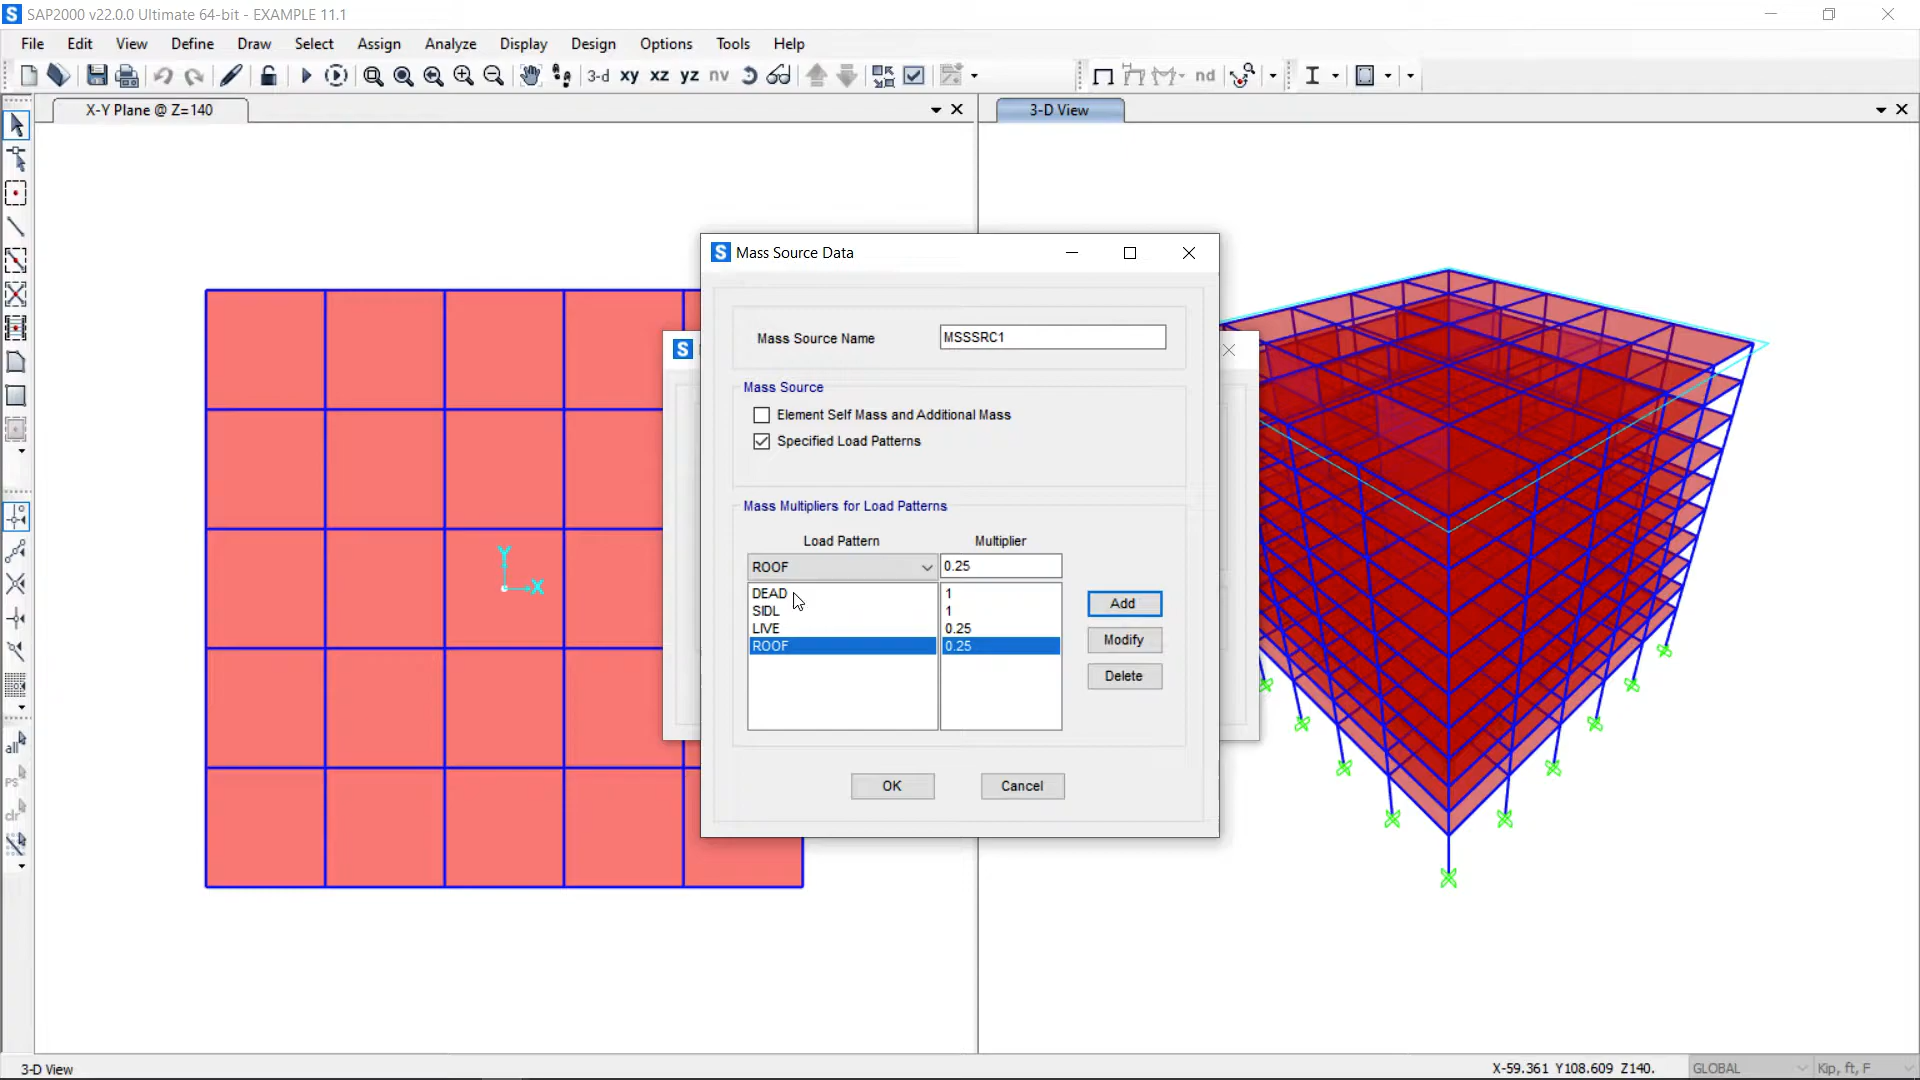 SAP2000 v22.0.0 Ultimate 64-bit - EXAMPLE 11.1
File Edit View Define Draw Select Assign Analyze Display Design Options Tools Help
3-d xy xz yz nv nd
X-Y Plane @ Z=140
3-D View
Mass Source Data
Mass Source Name MSSSRC1
Mass Source
Element Self Mass and Additional Mass
Specified Load Patterns
Mass Multipliers for Load Patterns
Load Pattern Multiplier
ROOF 0.25
DEAD 1
SIDL 1
LIVE 0.25
ROOF 0.25
Add
Modify
Delete
OK Cancel
Y
X
all
ps
clr
3-D View
X-59.361 Y108.609 Z140.
GLOBAL
Kip, ft, F